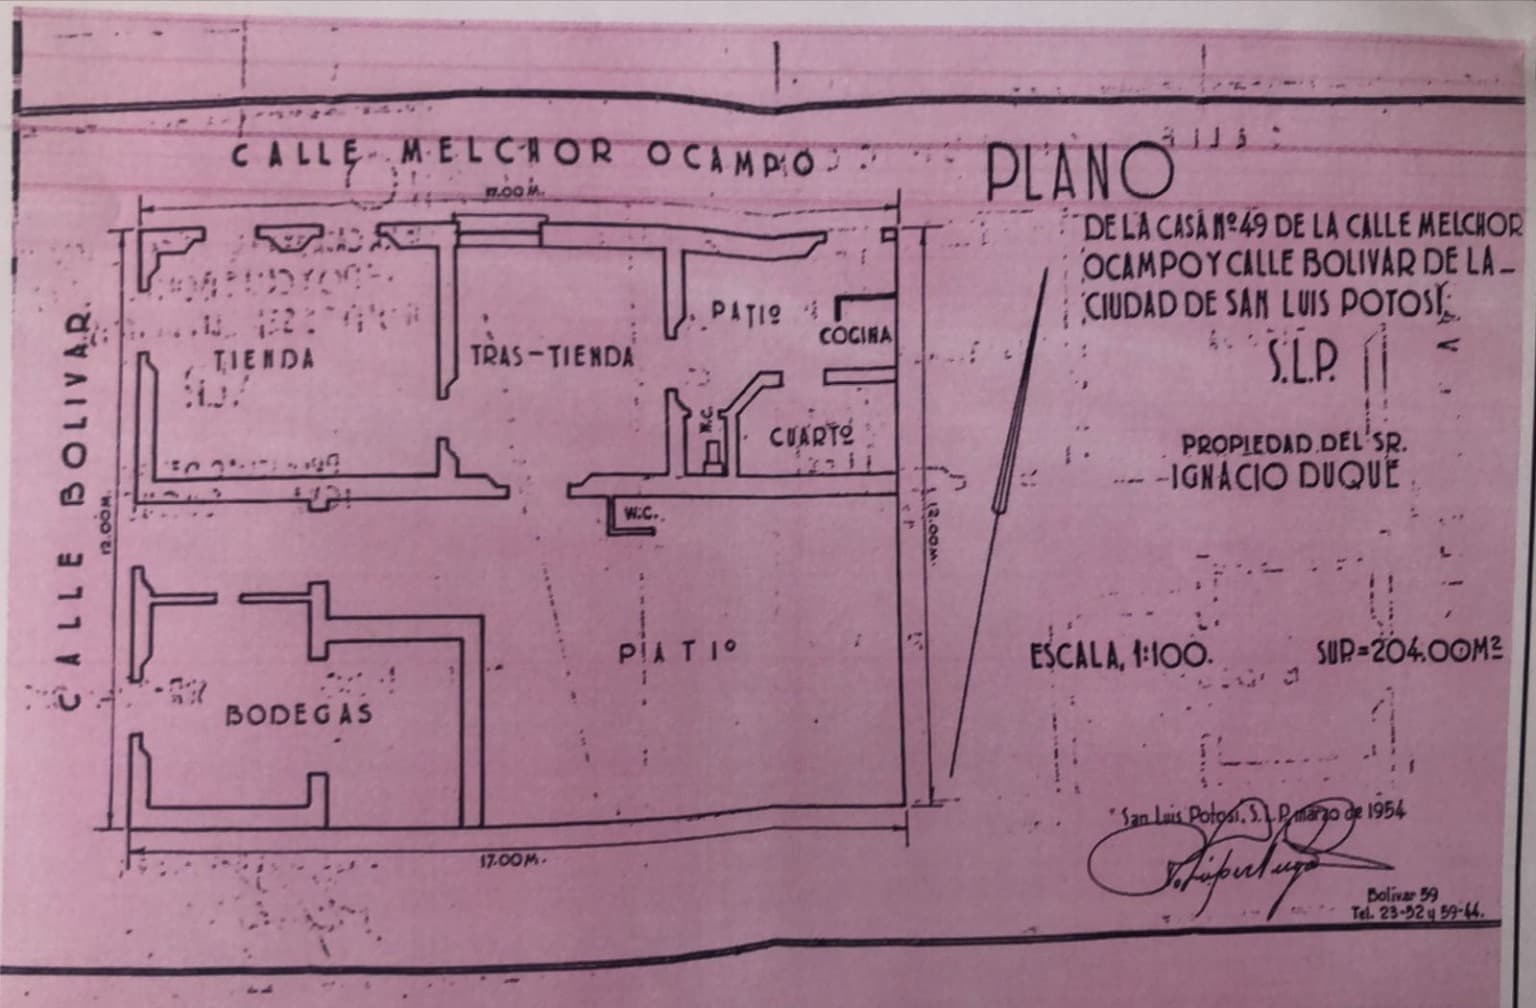 CALLE MELCHOR OCAMPO
17.00 M.
PLANO
DE LA CASA Nº 49 DE LA CALLE MELCHOR
OCAMPO Y CALLE BOLIVAR DE LA-
CIUDAD DE SAN LUIS POTOSI,
S.L.P.
PROPIEDAD DEL SR.
IGNACIO DUQUE
CALLE BOLIVAR.
12.00M.
TIENDA
TRAS-TIENDA
PATIº
COCINA
W.C.
CUARTº
W.C.
12.00M.
PATIº
BODEGAS
17.00M.
ESCALA, 1:100.
SUP.=204.00M²
San Luis Potosi, S.L.P. marzo de 1954
Bolivar 59
Tel. 23-52 y 59-44.